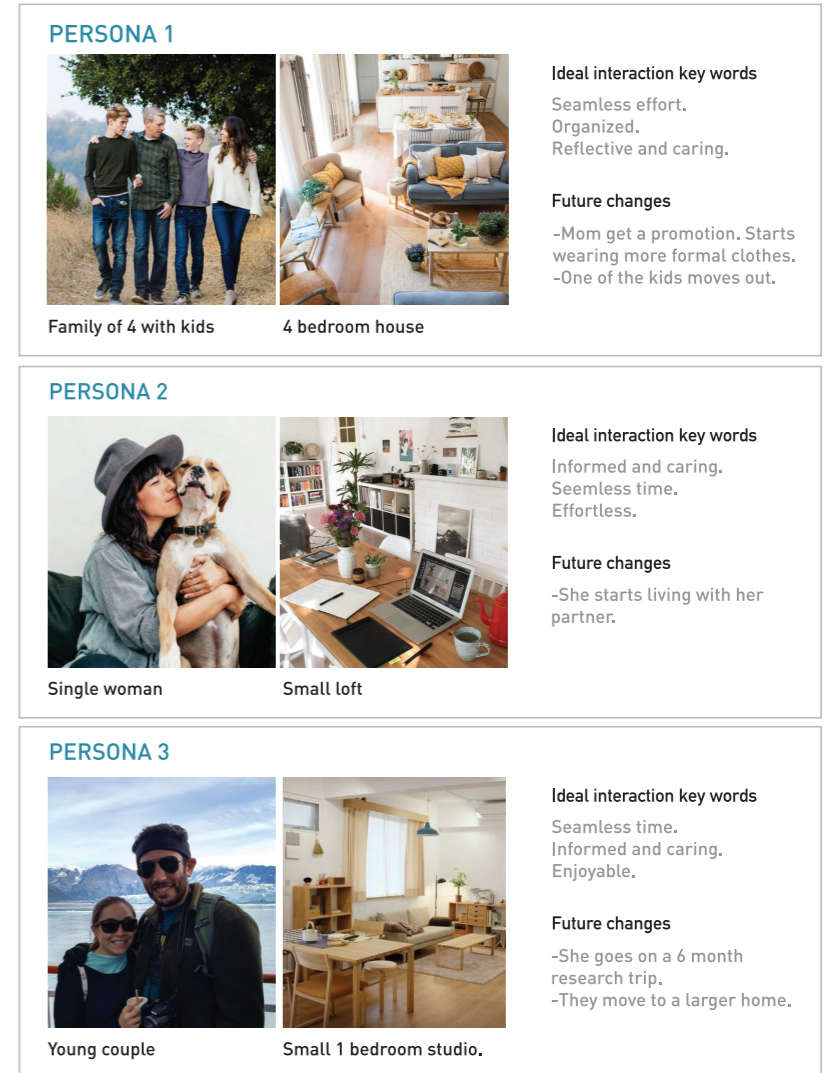 PERSONA 1
Ideal interaction key words
Seamless effort.
Organized.
Reflective and caring.
Future changes
-Mom get a promotion. Starts
wearing more formal clothes.
-One of the kids moves out.
Family of 4 with kids
4 bedroom house
PERSONA 2
Ideal interaction key words
Informed and caring.
Seemless time.
Effortless.
Future changes
-She starts living with her
partner.
Single woman
Small loft
PERSONA 3
Ideal interaction key words
Seamless time.
Informed and caring.
Enjoyable.
Future changes
-She goes on a 6 month
research trip.
-They move to a larger home.
Young couple
Small 1 bedroom studio.